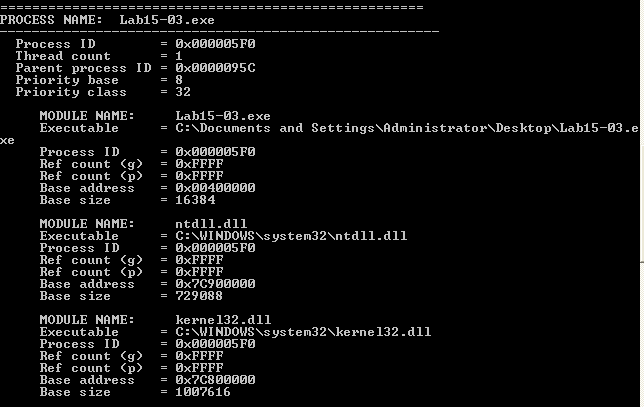 =====================================================
PROCESS NAME:  Lab15-03.exe
-------------------------------------------------------
  Process ID        = 0x000005F0
  Thread count      = 1
  Parent process ID = 0x0000095C
  Priority base     = 8
  Priority class    = 32
     MODULE NAME:     Lab15-03.exe
     Executable     = C:\Documents and Settings\Administrator\Desktop\Lab15-03.e
xe
     Process ID     = 0x000005F0
     Ref count (g)  = 0xFFFF
     Ref count (p)  = 0xFFFF
     Base address   = 0x00400000
     Base size      = 16384
     MODULE NAME:     ntdll.dll
     Executable     = C:\WINDOWS\system32\ntdll.dll
     Process ID     = 0x000005F0
     Ref count (g)  = 0xFFFF
     Ref count (p)  = 0xFFFF
     Base address   = 0x7C900000
     Base size      = 729088
     MODULE NAME:     kernel32.dll
     Executable     = C:\WINDOWS\system32\kernel32.dll
     Process ID     = 0x000005F0
     Ref count (g)  = 0xFFFF
     Ref count (p)  = 0xFFFF
     Base address   = 0x7C800000
     Base size      = 1007616